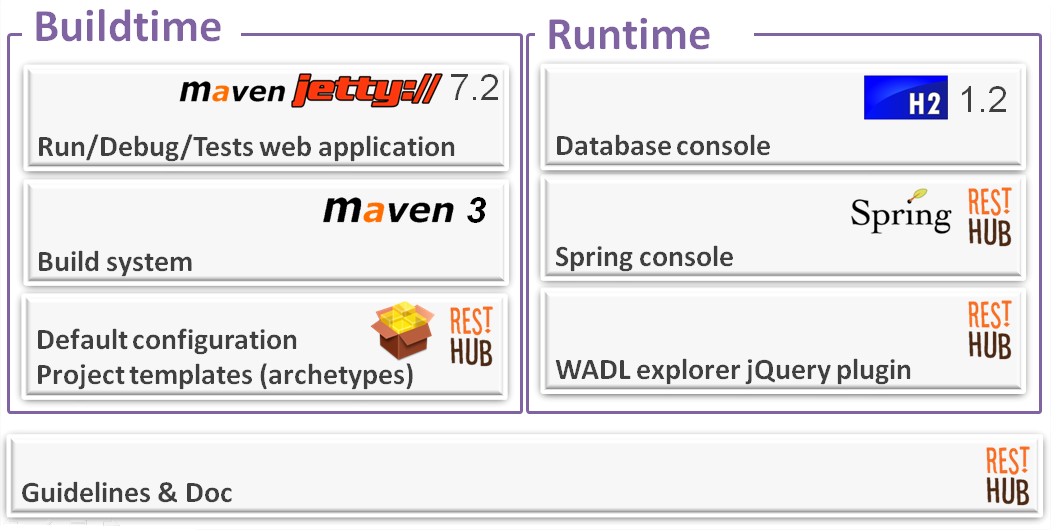 Buildtime
maven jetty:// 7.2
Run/Debug/Tests web application
maven 3
Build system
REST!
HUB
Default configuration
Project templates (archetypes)
Runtime
H2 1.2
Database console
Spring
REST!
HUB
Spring console
REST!
HUB
WADL explorer jQuery plugin
REST!
HUB
Guidelines & Doc